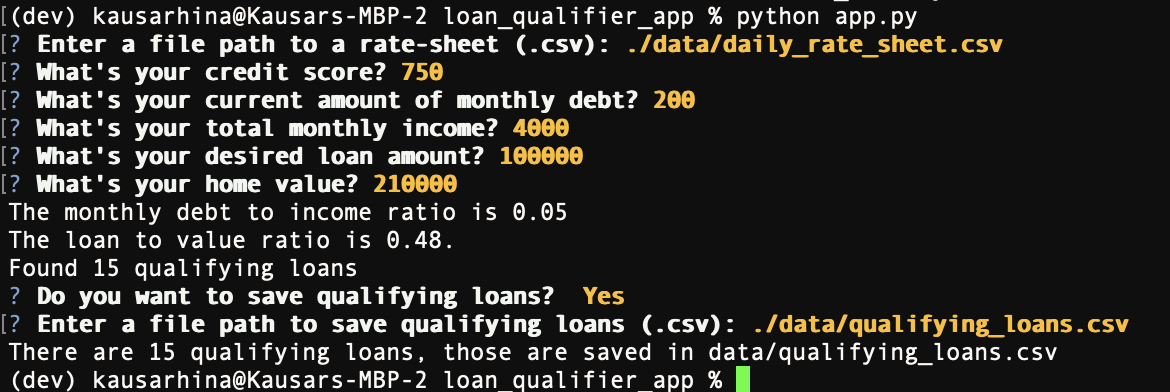 (dev) kausarhina@Kausars-MBP-2 loan_qualifier_app % python app.py
[? Enter a file path to a rate-sheet (.csv): ./data/daily_rate_sheet.csv
[? What's your credit score? 750
[? What's your current amount of monthly debt? 200
[? What's your total monthly income? 4000
[? What's your desired loan amount? 100000
[? What's your home value? 210000
The monthly debt to income ratio is 0.05
The loan to value ratio is 0.48.
Found 15 qualifying loans
? Do you want to save qualifying loans?  Yes
[? Enter a file path to save qualifying loans (.csv): ./data/qualifying_loans.csv
There are 15 qualifying loans, those are saved in data/qualifying_loans.csv
(dev) kausarhina@Kausars-MBP-2 loan_qualifier_app %